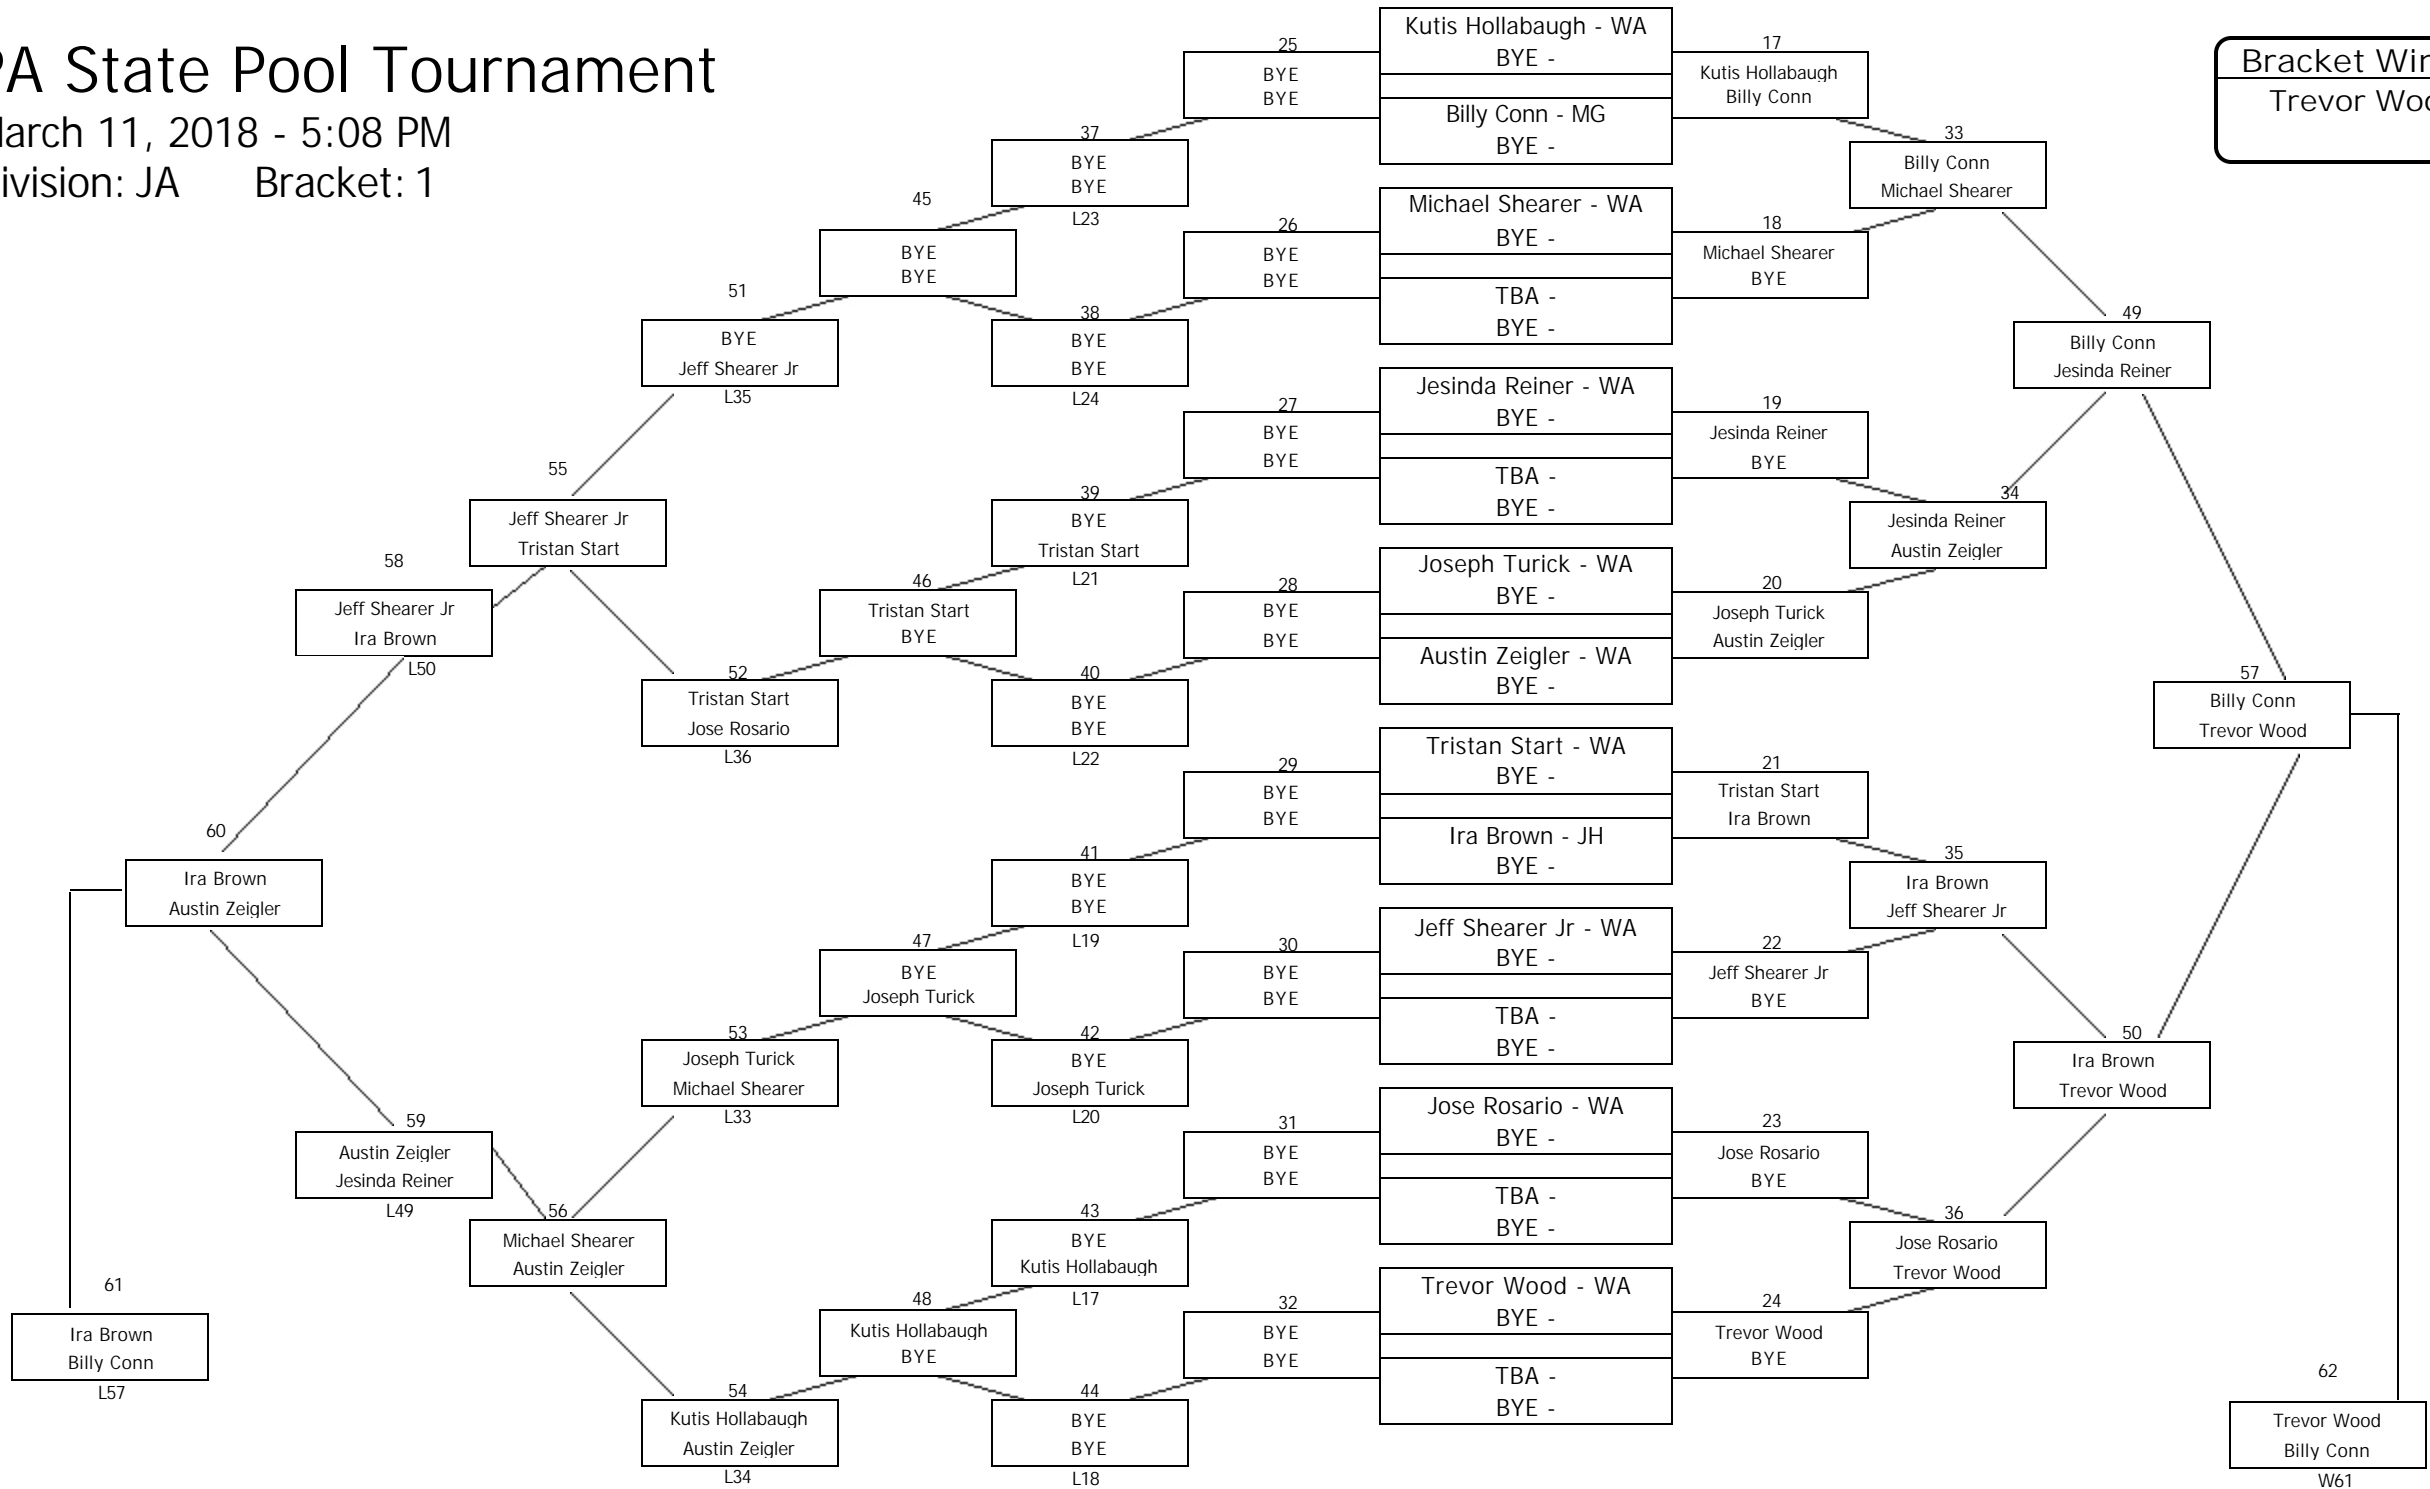 PA State Pool Tournament
March 11, 2018 - 5:08 PM
Division: JA Bracket: 1
Bracket Win
Trevor Woo
25
BYE
BYE
37
BYE
BYE
L23
45
BYE
BYE
26
BYE
BYE
51
BYE
Jeff Shearer Jr
L35
38
BYE
BYE
L24
27
BYE
BYE
55
Jeff Shearer Jr
Tristan Start
39
BYE
Tristan Start
L21
58
Jeff Shearer Jr
Ira Brown
L50
46
Tristan Start
BYE
28
BYE
BYE
52
Tristan Start
Jose Rosario
L36
40
BYE
BYE
L22
29
BYE
BYE
60
Ira Brown
Austin Zeigler
41
BYE
BYE
L19
47
BYE
Joseph Turick
30
BYE
BYE
53
Joseph Turick
Michael Shearer
L33
42
BYE
Joseph Turick
L20
59
Austin Zeigler
Jesinda Reiner
L49
31
BYE
BYE
56
Michael Shearer
Austin Zeigler
43
BYE
Kutis Hollabaugh
L17
61
Ira Brown
Billy Conn
L57
48
Kutis Hollabaugh
BYE
32
BYE
BYE
54
Kutis Hollabaugh
Austin Zeigler
L34
44
BYE
BYE
L18
Kutis Hollabaugh - WA
BYE -
Billy Conn - MG
BYE -
Michael Shearer - WA
BYE -
TBA -
BYE -
Jesinda Reiner - WA
BYE -
TBA -
BYE -
Joseph Turick - WA
BYE -
Austin Zeigler - WA
BYE -
Tristan Start - WA
BYE -
Ira Brown - JH
BYE -
Jeff Shearer Jr - WA
BYE -
TBA -
BYE -
Jose Rosario - WA
BYE -
TBA -
BYE -
Trevor Wood - WA
BYE -
TBA -
BYE -
17
Kutis Hollabaugh
Billy Conn
33
Billy Conn
Michael Shearer
18
Michael Shearer
BYE
49
Billy Conn
Jesinda Reiner
19
Jesinda Reiner
BYE
34
Jesinda Reiner
Austin Zeigler
20
Joseph Turick
Austin Zeigler
57
Billy Conn
Trevor Wood
21
Tristan Start
Ira Brown
35
Ira Brown
Jeff Shearer Jr
22
Jeff Shearer Jr
BYE
50
Ira Brown
Trevor Wood
23
Jose Rosario
BYE
36
Jose Rosario
Trevor Wood
24
Trevor Wood
BYE
62
Trevor Wood
Billy Conn
W61